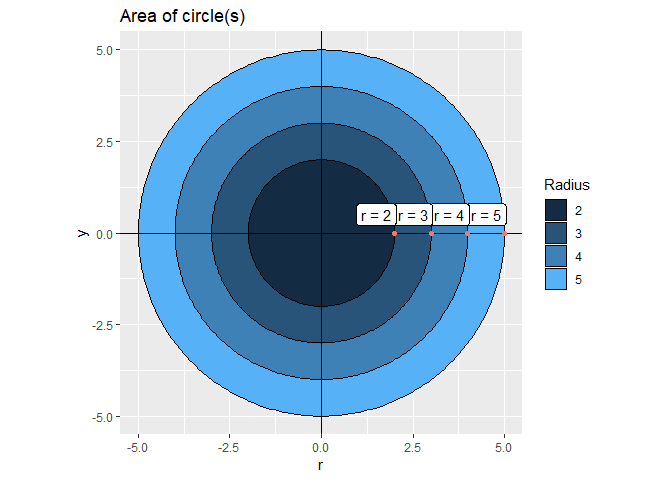 Area of circle(s)
5.0
2.5
0.0
-2.5
-5.0
y
r = 2
r = 3
r = 4
r = 5
-5.0
-2.5
0.0
2.5
5.0
r
Radius
2
3
4
5